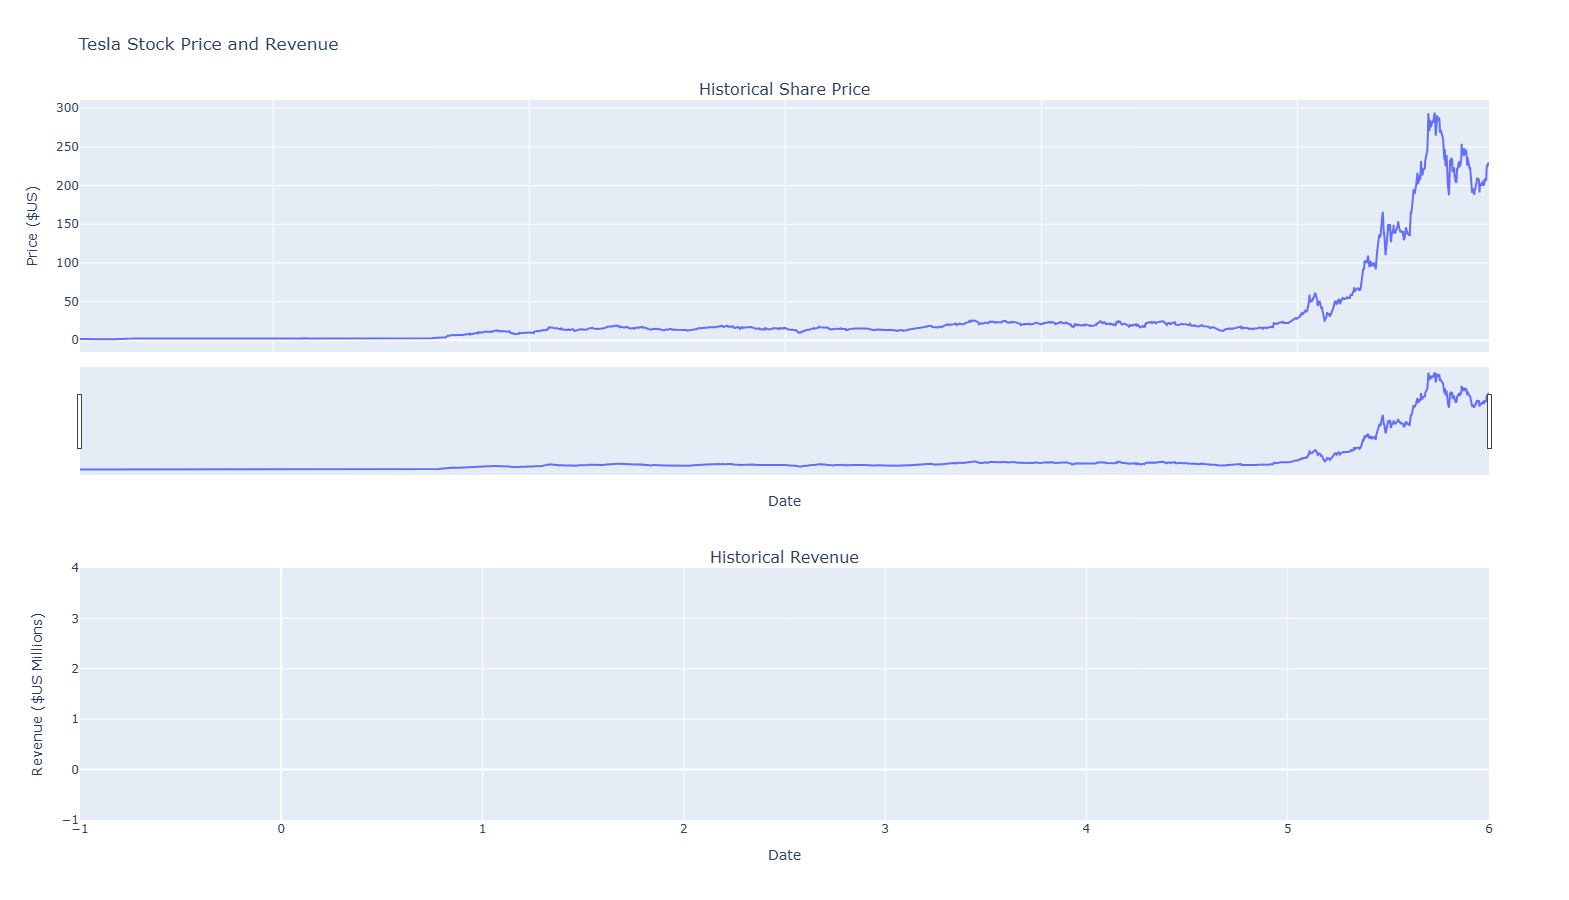 Tesla Stock Price and Revenue
Historical Share Price
300
250
200
150
100
50
0
Price ($US)
Date
Historical Revenue
4
3
2
1
0
−1
Revenue ($US Millions)
−1 0 1 2 3 4 5 6
Date